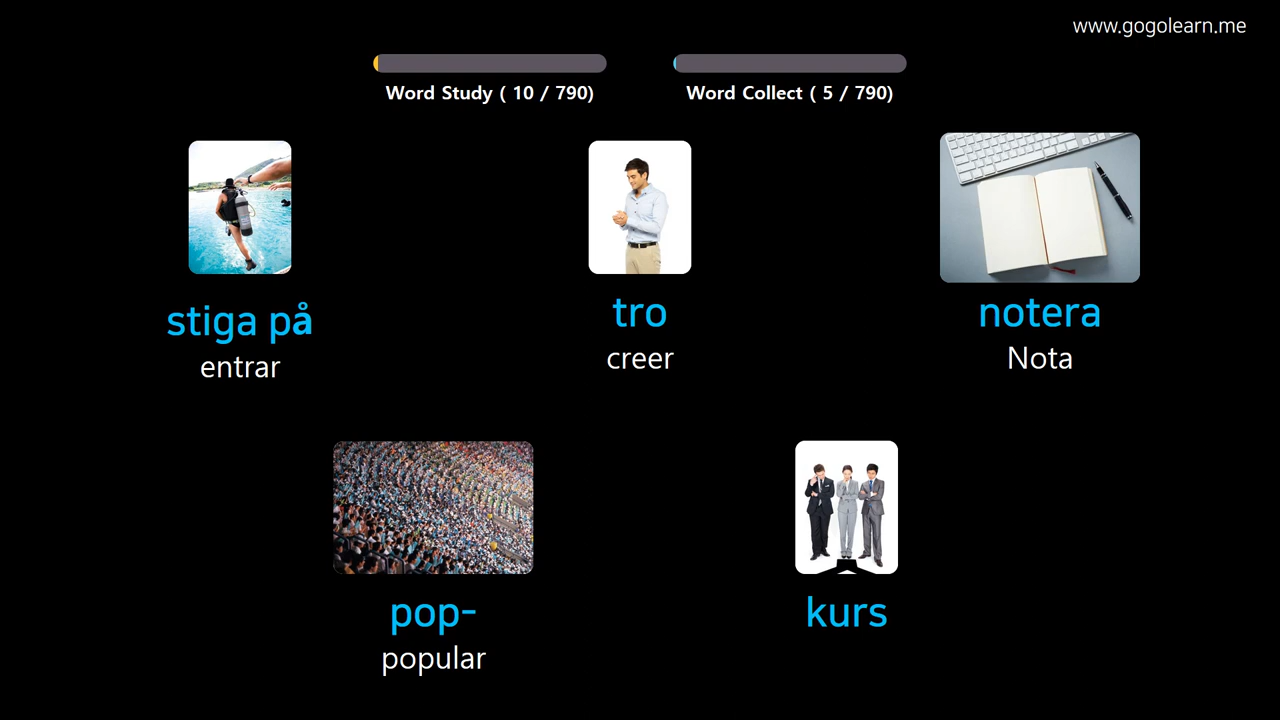 www.gogolearn.me
Word Study ( 10 / 790)
Word Collect ( 5 / 790)
stiga på
entrar
tro
creer
notera
Nota
pop-
popular
kurs